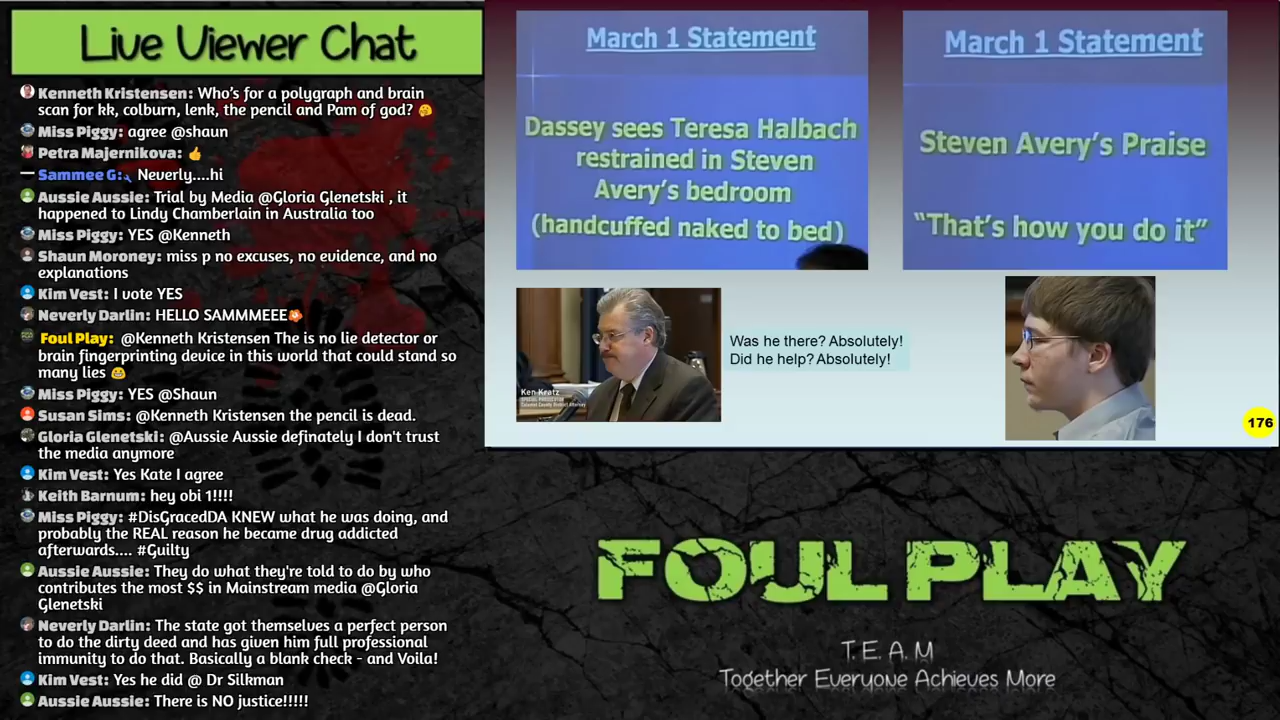 Live Viewer Chat
Kenneth Kristensen: Who's for a polygraph and brain
scan for kk, colburn, lenk, the pencil and Pam of god? 🤔
Miss Piggy: agree @shaun
Petra Majernikova: 👍
Sammee G: Neverly....hi
Aussie Aussie: Trial by Media @Gloria Glenetski , it
happened to Lindy Chamberlain in Australia too
Miss Piggy: YES @Kenneth
Shaun Moroney: miss p no excuses, no evidence, and no
explanations
Kim Vest: I vote YES
Neverly Darlin: HELLO SAMMMEEE🏵️
Foul Play: @Kenneth Kristensen The is no lie detector or
brain fingerprinting device in this world that could stand so
many lies 😁
Miss Piggy: YES @Shaun
Susan Sims: @Kenneth Kristensen the pencil is dead.
Gloria Glenetski: @Aussie Aussie definately I don't trust
the media anymore
Kim Vest: Yes Kate I agree
Keith Barnum: hey obi 1!!!!
Miss Piggy: #DisGracedDA KNEW what he was doing, and
probably the REAL reason he became drug addicted
afterwards.... #Guilty
Aussie Aussie: They do what they're told to do by who
contributes the most $$ in Mainstream media @Gloria
Glenetski
Neverly Darlin: The state got themselves a perfect person
to do the dirty deed and has given him full professional
immunity to do that. Basically a blank check - and Voila!
Kim Vest: Yes he did @ Dr Silkman
Aussie Aussie: There is NO justice!!!!!
March 1 Statement
Dassey sees Teresa Halbach
restrained in Steven
Avery's bedroom
(handcuffed naked to bed)
March 1 Statement
Steven Avery's Praise
"That's how you do it"
Ken Kratz
SPECIAL PROSECUTOR
Calumet County District Attorney
Was he there? Absolutely!
Did he help? Absolutely!
176
FOUL PLAY
T.E.A.M
Together Everyone Achieves More